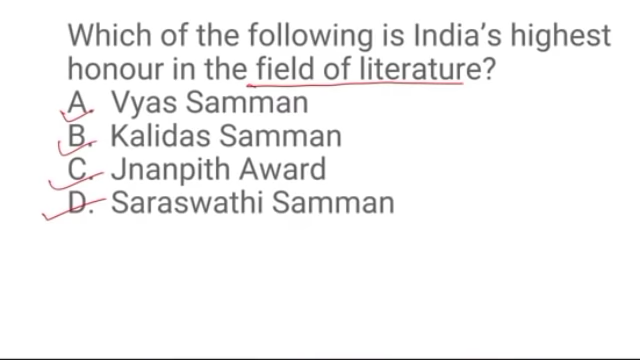 Which of the following is India’s highest
honour in the field of literature?
A. Vyas Samman
B. Kalidas Samman
C. Jnanpith Award
D. Saraswathi Samman